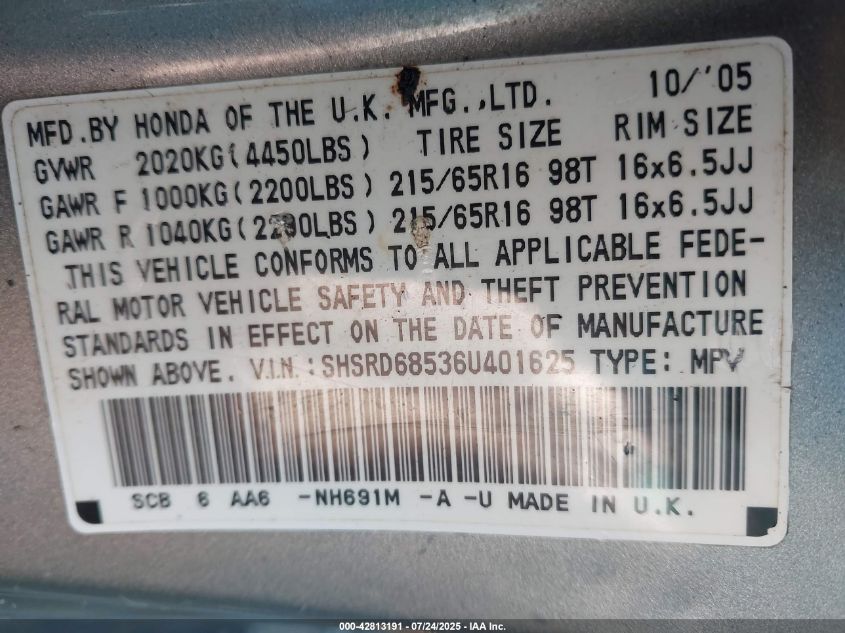 MFD.BY HONDA OF THE U.K. MFG.,LTD. 10/'05
GVWR 2020KG(4450LBS) TIRE SIZE RIM SIZE
GAWR F 1000KG(2200LBS) 215/65R16 98T 16x6.5JJ
GAWR R 1040KG(2290LBS) 215/65R16 98T 16x6.5JJ
THIS VEHICLE CONFORMS TO ALL APPLICABLE FEDE-
RAL MOTOR VEHICLE SAFETY AND THEFT PREVENTION
STANDARDS IN EFFECT ON THE DATE OF MANUFACTURE
SHOWN ABOVE. V.I.N.:SHSRD68536U401625 TYPE: MPV
SCB 6 AA6 -NH691M -A -U MADE IN U.K.
000-42813191 - 07/24/2025 - IAA Inc.